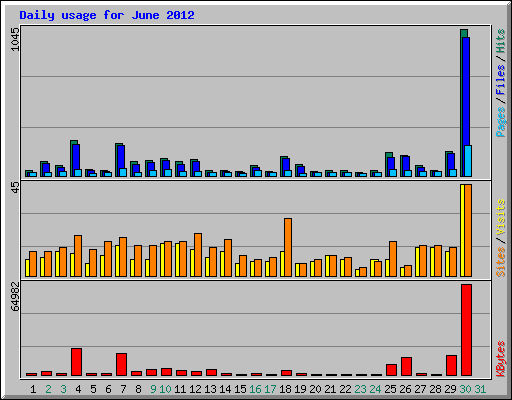 Daily usage for June 2012
1045
Pages / Files / Hits
45
Sites / Visits
64982
KBytes
1 2 3 4 5 6 7 8 9 10 11 12 13 14 15 16 17 18 19 20 21 22 23 24 25 26 27 28 29 30 31